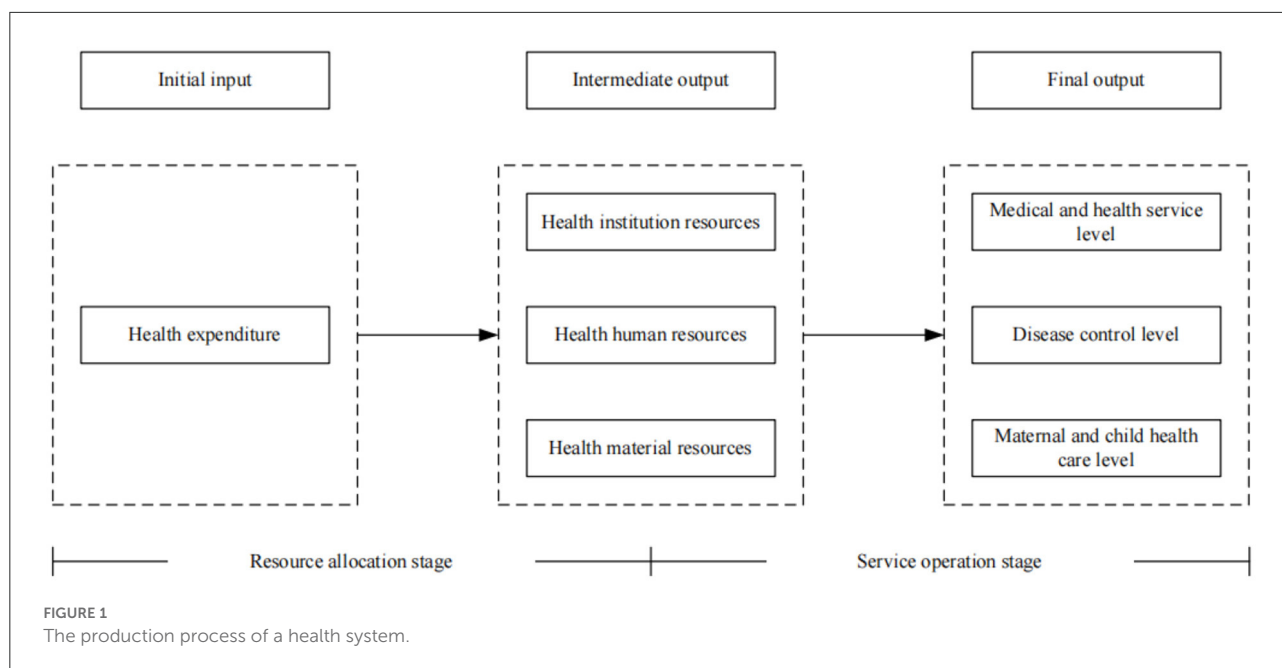 Initial input
Intermediate output
Final output
Health expenditure
Health institution resources
Health human resources
Health material resources
Medical and health service
level
Disease control level
Maternal and child health
care level
Resource allocation stage
Service operation stage
FIGURE 1
The production process of a health system.